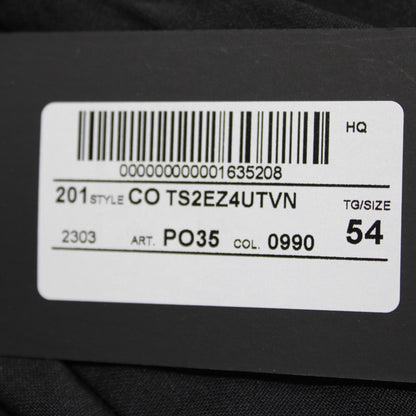 HQ
000000000001635208
201 STYLE CO TS2EZ4UTVN TG/SIZE
2303 ART. PO35 COL. 0990 54